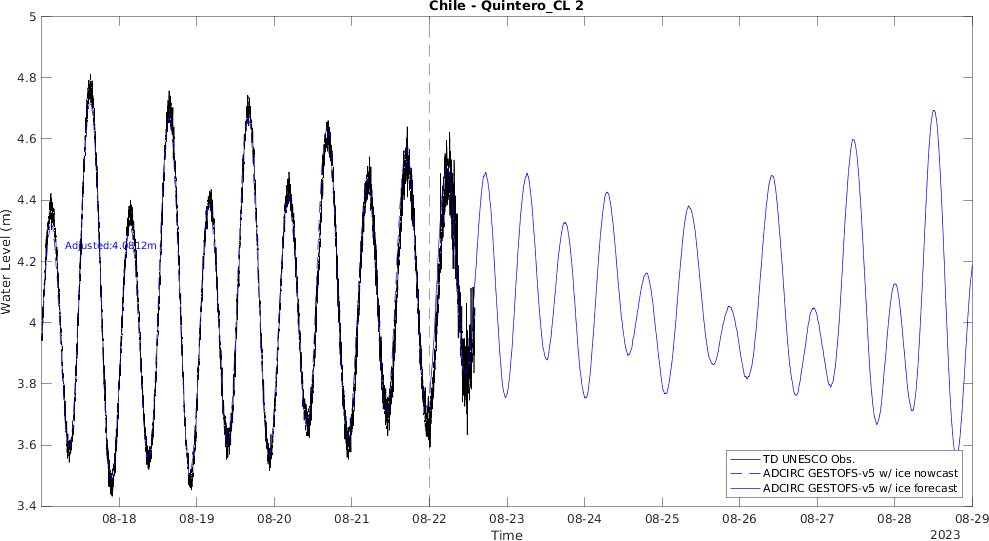 Chile - Quintero_CL 2
5
4.8
4.6
4.4
4.2
4
3.8
3.6
3.4
Water Level (m)
Adjusted:4.0812m
TD UNESCO Obs.
ADCIRC GESTOFS-v5 w/ ice nowcast
ADCIRC GESTOFS-v5 w/ ice forecast
08-18 08-19 08-20 08-21 08-22 08-23 08-24 08-25 08-26 08-27 08-28 08-29
Time
2023